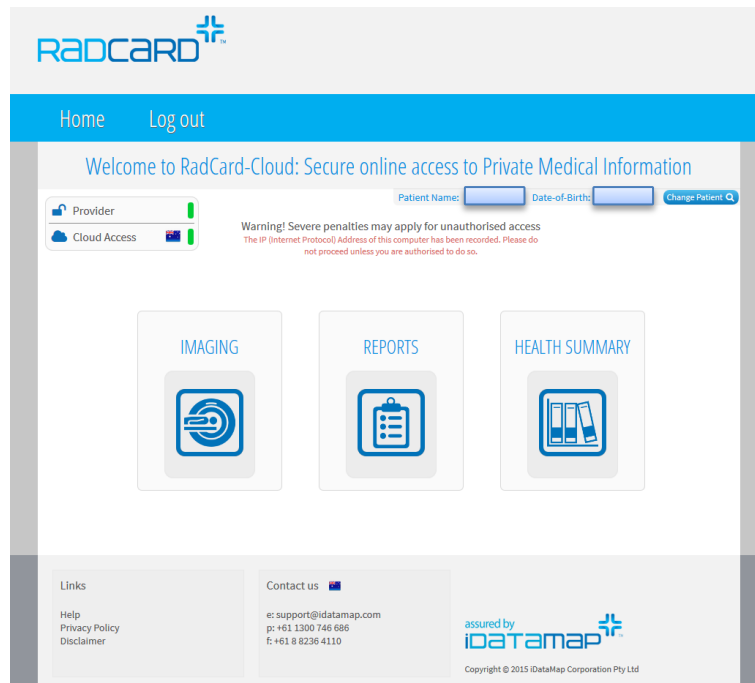 RADCARD™
Home Log out
Welcome to RadCard-Cloud: Secure online access to Private Medical Information
Patient Name: Date-of-Birth: Change Patient
Provider
Cloud Access
Warning! Severe penalties may apply for unauthorised access
The IP (Internet Protocol) Address of this computer has been recorded. Please do
not proceed unless you are authorised to do so.
IMAGING REPORTS HEALTH SUMMARY
Links
Help
Privacy Policy
Disclaimer
Contact us
e: support@idatamap.com
p: +61 1300 746 686
f: +61 8 8236 4110
assured by
iDATAMAP™
Copyright © 2015 iDataMap Corporation Pty Ltd